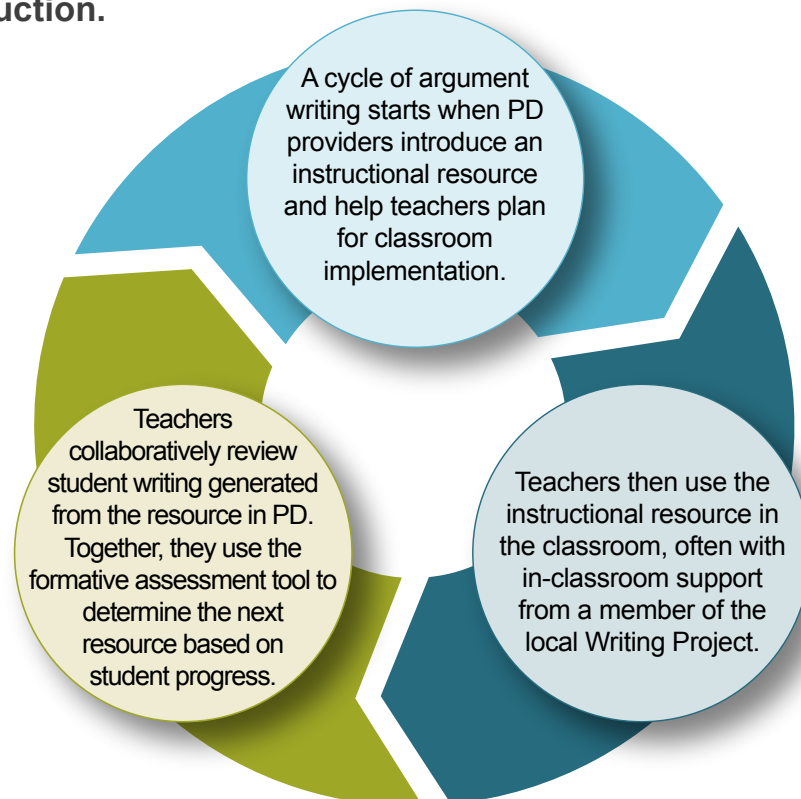 uction.
A cycle of argument
writing starts when PD
providers introduce an
instructional resource
and help teachers plan
for classroom
implementation.
Teachers then use the
instructional resource in
the classroom, often with
in-classroom support
from a member of the
local Writing Project.
Teachers
collaboratively review
student writing generated
from the resource in PD.
Together, they use the
formative assessment tool to
determine the next
resource based on
student progress.